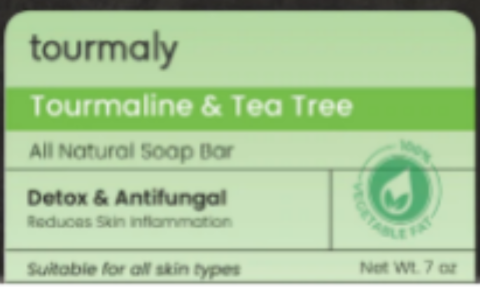 tourmaly
Tourmaline & Tea Tree
All Natural Soap Bar
Detox & Antifungal
Reduces Skin Inflammation
100%
VEGETABLE FAT
Suitable for all skin types
Net Wt. 7 oz